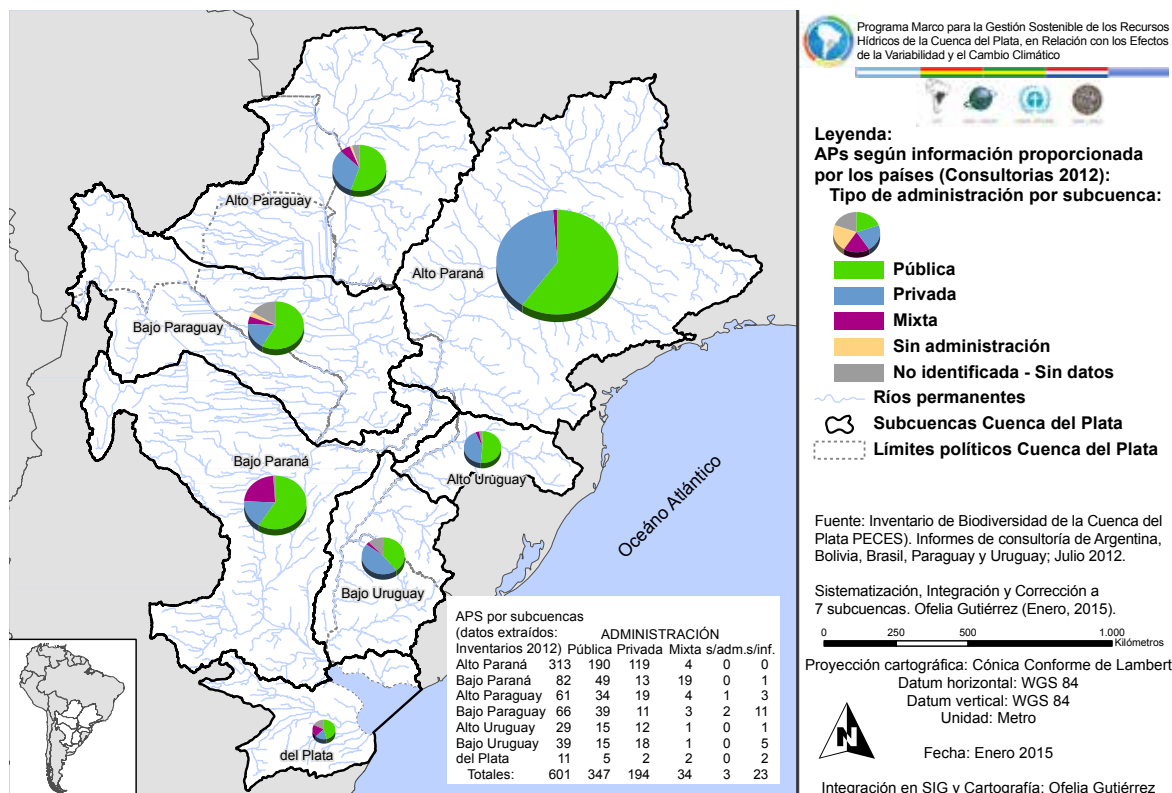 Alto Paraguay
Alto Paraná
Bajo Paraguay
Bajo Paraná
Alto Uruguay
Bajo Uruguay
del Plata
Oceáno Atlántico
APS por subcuencas
(datos extraídos: ADMINISTRACIÓN
Inventarios 2012) Pública Privada Mixta s/adm. s/inf.
Alto Paraná 313 190 119 4 0 0
Bajo Paraná 82 49 13 19 0 1
Alto Paraguay 61 34 19 4 1 3
Bajo Paraguay 66 39 11 3 2 11
Alto Uruguay 29 15 12 1 0 1
Bajo Uruguay 39 15 18 1 0 5
del Plata 11 5 2 2 0 2
Totales: 601 347 194 34 3 23
Programa Marco para la Gestión Sostenible de los Recursos
Hídricos de la Cuenca del Plata, en Relación con los Efectos
de la Variabilidad y el Cambio Climático
Leyenda:
APs según información proporcionada
por los países (Consultorias 2012):
Tipo de administración por subcuenca:
Pública
Privada
Mixta
Sin administración
No identificada - Sin datos
Ríos permanentes
Subcuencas Cuenca del Plata
Límites políticos Cuenca del Plata
Fuente: Inventario de Biodiversidad de la Cuenca del
Plata PECES). Informes de consultoría de Argentina,
Bolivia, Brasil, Paraguay y Uruguay; Julio 2012.
Sistematización, Integración y Corrección a
7 subcuencas. Ofelia Gutiérrez (Enero, 2015).
0 250 500 1.000
Kilómetros
Proyección cartográfica: Cónica Conforme de Lambert
Datum horizontal: WGS 84
Datum vertical: WGS 84
Unidad: Metro
N
Fecha: Enero 2015
Integración en SIG y Cartografía: Ofelia Gutiérrez